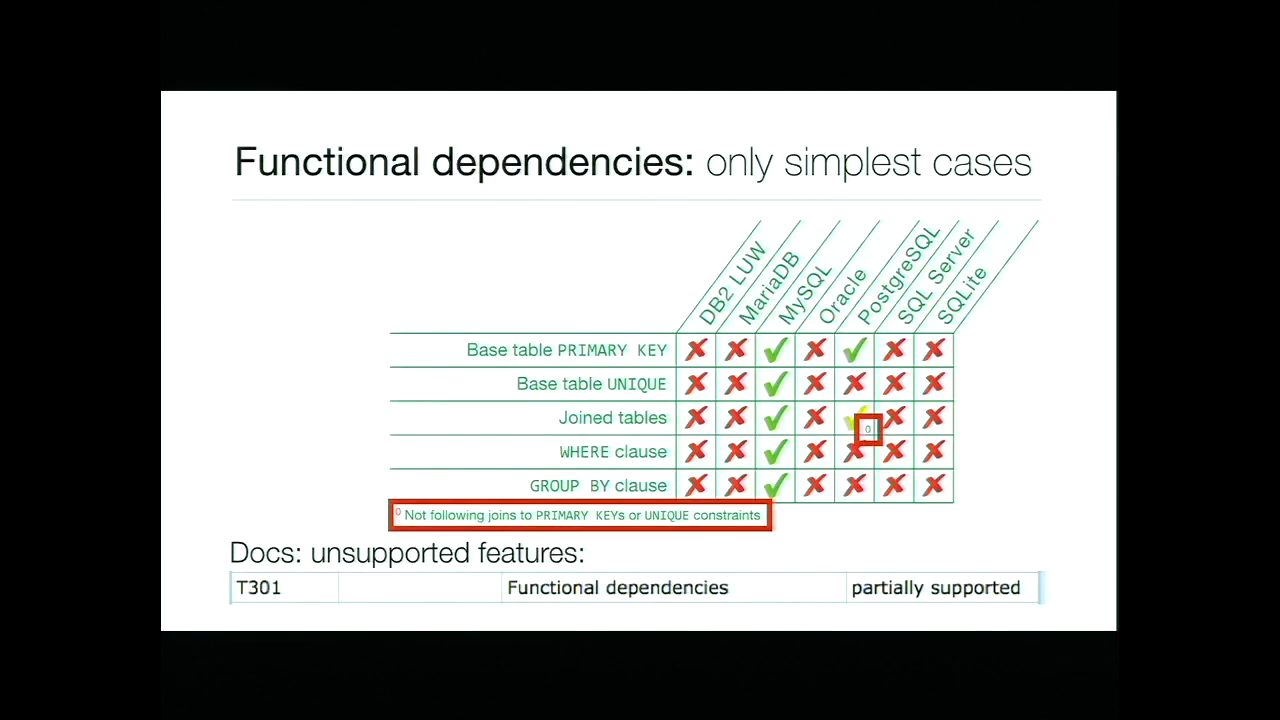 Functional dependencies: only simplest cases
DB2 LUW
MariaDB
MySQL
Oracle
PostgreSQL
SQL Server
SQLite
Base table PRIMARY KEY
Base table UNIQUE
Joined tables
0
WHERE clause
GROUP BY clause
0 Not following joins to PRIMARY KEYs or UNIQUE constraints
Docs: unsupported features:
T301 Functional dependencies partially supported